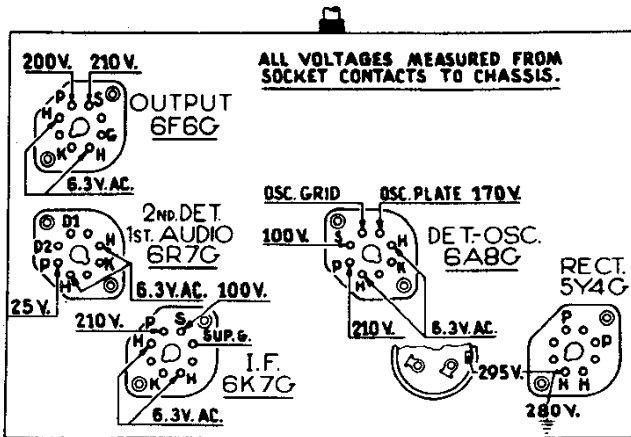 ALL VOLTAGES MEASURED FROM
SOCKET CONTACTS TO CHASSIS.
200V. 210V.
P S
H
G
K H
OUTPUT
6F6G
6.3V. AC.
D1
D2 H
P K
H
2ND. DET.
1ST. AUDIO
6R7G
25V.
6.3V. AC.
OSC. GRID OSC. PLATE 170V.
100V.
S H
P K
H
DET-OSC.
6A8G
210V. 6.3V. AC.
210V. 100V.
P S
H SUP. G.
K H
I.F.
6K7G
6.3V. AC.
RECT.
5Y4G
P
P
H H
295V.
280V.